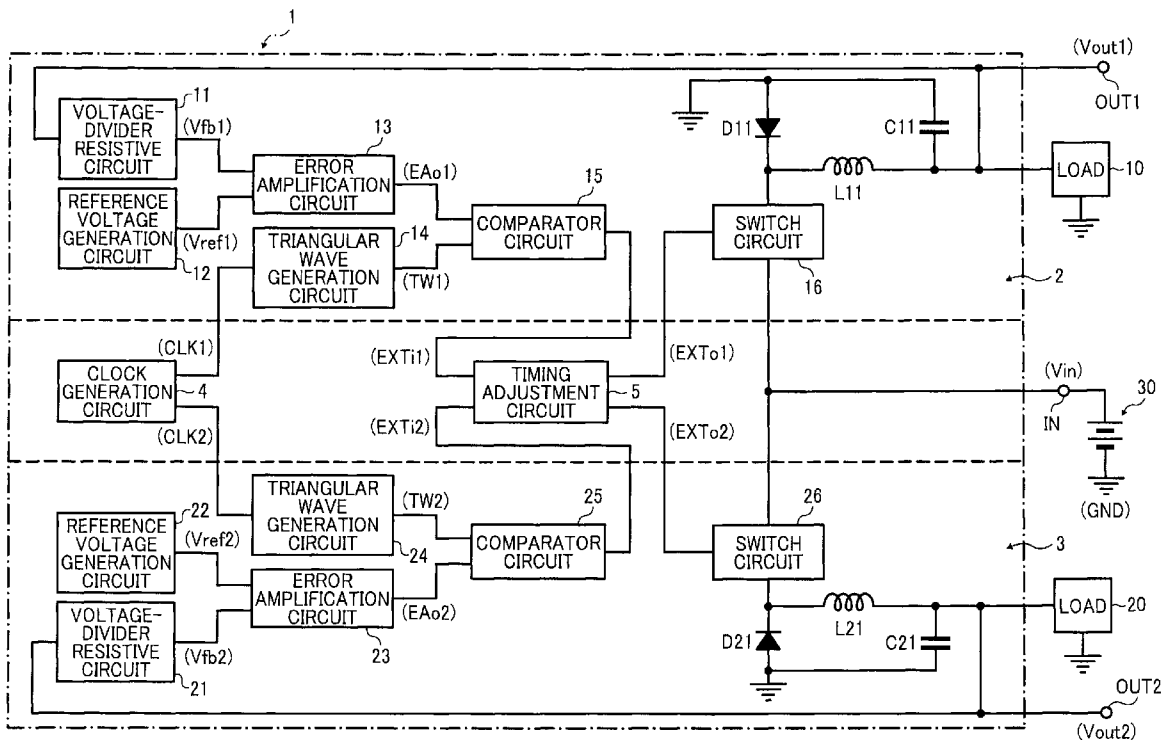 1
(Vout1)
OUT1
11
VOLTAGE-
DIVIDER
RESISTIVE
CIRCUIT
(Vfb1)
13
ERROR
AMPLIFICATION
CIRCUIT
(EAo1)
REFERENCE
VOLTAGE
GENERATION
CIRCUIT
(Vref1)
12
14
TRIANGULAR
WAVE
GENERATION
CIRCUIT
(TW1)
15
COMPARATOR
CIRCUIT
D11
C11
L11
LOAD
10
SWITCH
CIRCUIT
16
2
(CLK1)
CLOCK
GENERATION
CIRCUIT
4
(CLK2)
(EXTi1)
(EXTi2)
TIMING
ADJUSTMENT
CIRCUIT
5
(EXTo1)
(EXTo2)
(Vin)
IN
30
(GND)
22
REFERENCE
VOLTAGE
GENERATION
CIRCUIT
(Vref2)
TRIANGULAR
WAVE
GENERATION
CIRCUIT
24
(TW2)
25
COMPARATOR
CIRCUIT
26
SWITCH
CIRCUIT
3
VOLTAGE-
DIVIDER
RESISTIVE
CIRCUIT
21
(Vfb2)
ERROR
AMPLIFICATION
CIRCUIT
23
(EAo2)
D21
L21
C21
LOAD
20
OUT2
(Vout2)